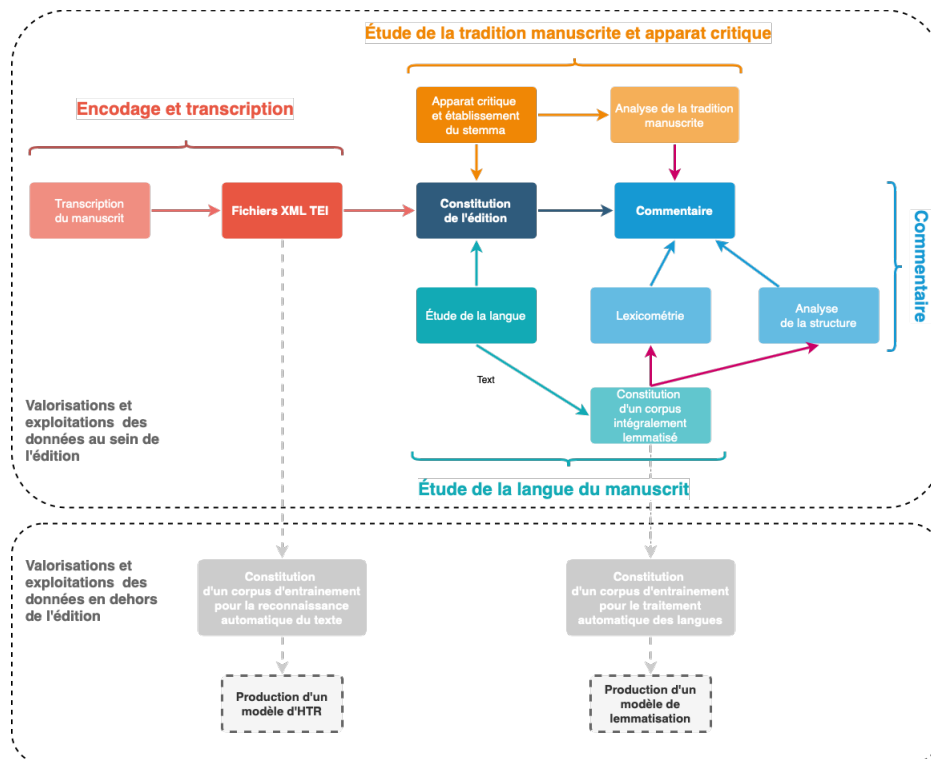 Étude de la tradition manuscrite et apparat critique
Encodage et transcription
Apparat critique
et établissement
du stemma
Analyse de la tradition
manuscrite
Transcription
du manuscrit
Fichiers XML TEI
Constitution
de l'édition
Commentaire
Commentaire
Étude de la langue
Lexicométrie
Analyse
de la structure
Text
Constitution
d'un corpus
intégralement
lemmatisé
Valorisations et
exploitations des
données au sein de
l'édition
Étude de la langue du manuscrit
Valorisations et
exploitations des
données en dehors
de l'édition
Constitution
d'un corpus d'entrainement
pour la reconnaissance
automatique du texte
Constitution
d'un corpus d'entrainement
pour le traitement
automatique des langues
Production d'un
modèle d'HTR
Production d'un
modèle de
lemmatisation